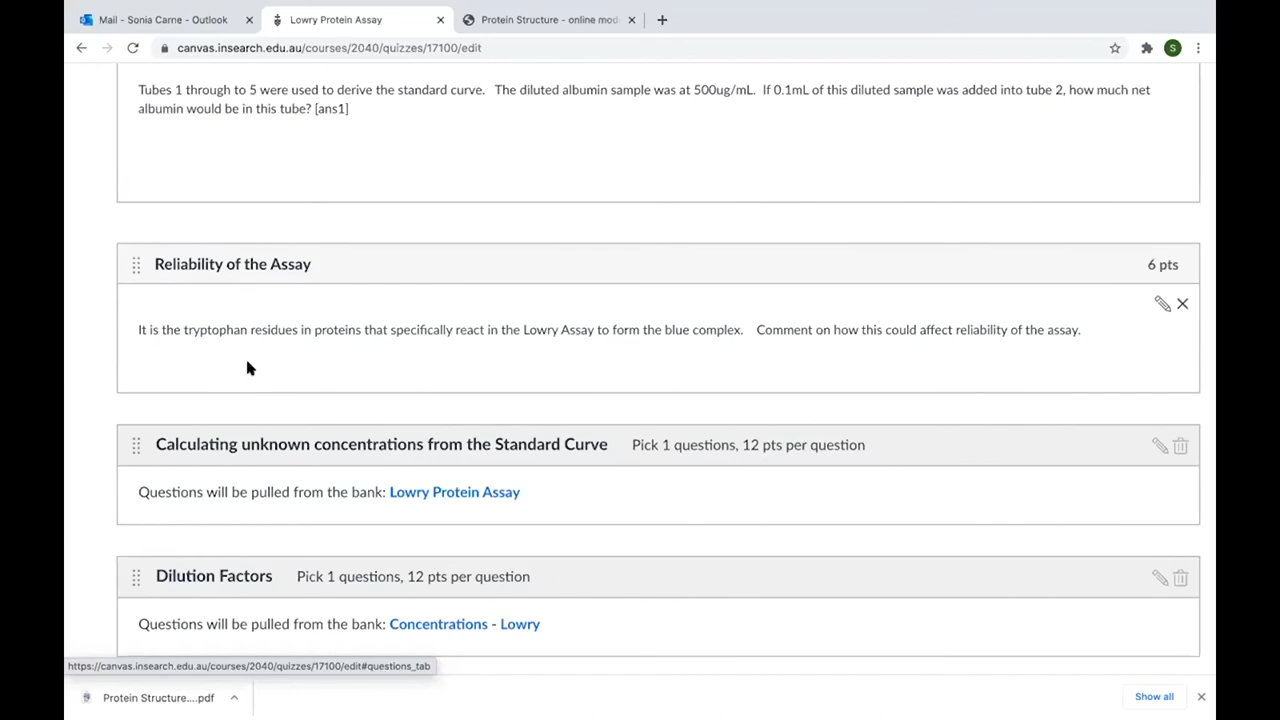 Mail - Sonia Carne - Outlook
Lowry Protein Assay
Protein Structure - online mod
canvas.insearch.edu.au/courses/2040/quizzes/17100/edit
S
Tubes 1 through to 5 were used to derive the standard curve. The diluted albumin sample was at 500ug/mL. If 0.1mL of this diluted sample was added into tube 2, how much net
albumin would be in this tube? [ans1]
Reliability of the Assay
6 pts
It is the tryptophan residues in proteins that specifically react in the Lowry Assay to form the blue complex. Comment on how this could affect reliability of the assay.
Calculating unknown concentrations from the Standard Curve Pick 1 questions, 12 pts per question
Questions will be pulled from the bank: Lowry Protein Assay
Dilution Factors Pick 1 questions, 12 pts per question
Questions will be pulled from the bank: Concentrations - Lowry
https://canvas.insearch.edu.au/courses/2040/quizzes/17100/edit#questions_tab
Protein Structure....pdf
Show all